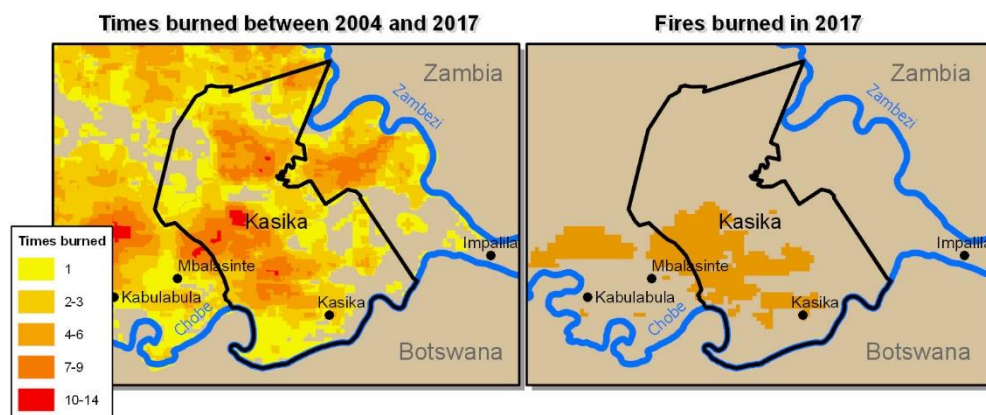 Times burned between 2004 and 2017
Zambia
Zambezi
Kasika
Impalila
Mbalasinte
Kabulabula
Kasika
Chobe
Botswana
Times burned
1
2-3
4-6
7-9
10-14
Fires burned in 2017
Zambia
Zambezi
Kasika
Impalila
Mbalasinte
Kabulabula
Kasika
Chobe
Botswana